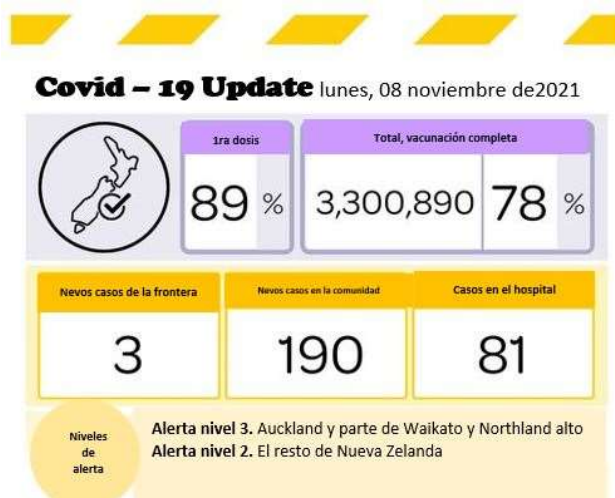 Covid – 19 Update lunes, 08 noviembre de2021
1ra dosis
89 %
Total, vacunación completa
3,300,890 78 %
Nevos casos de la frontera
3
Nevos casos en la comunidad
190
Casos en el hospital
81
Niveles
de
alerta
Alerta nivel 3. Auckland y parte de Waikato y Northland alto
Alerta nivel 2. El resto de Nueva Zelanda